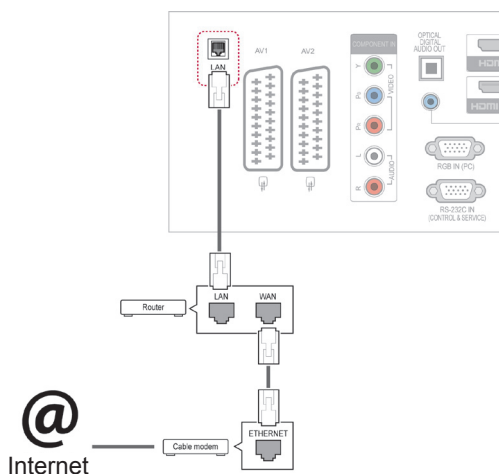 LAN
AV1
AV2
COMPONENT IN
Y
PB
PR
VIDEO
L
R
AUDIO
OPTICAL
DIGITAL
AUDIO OUT
HDMI
HDMI
RGB IN (PC)
RS-232C IN
(CONTROL & SERVICE)
Router
LAN
WAN
ETHERNET
Cable modem
@
Internet